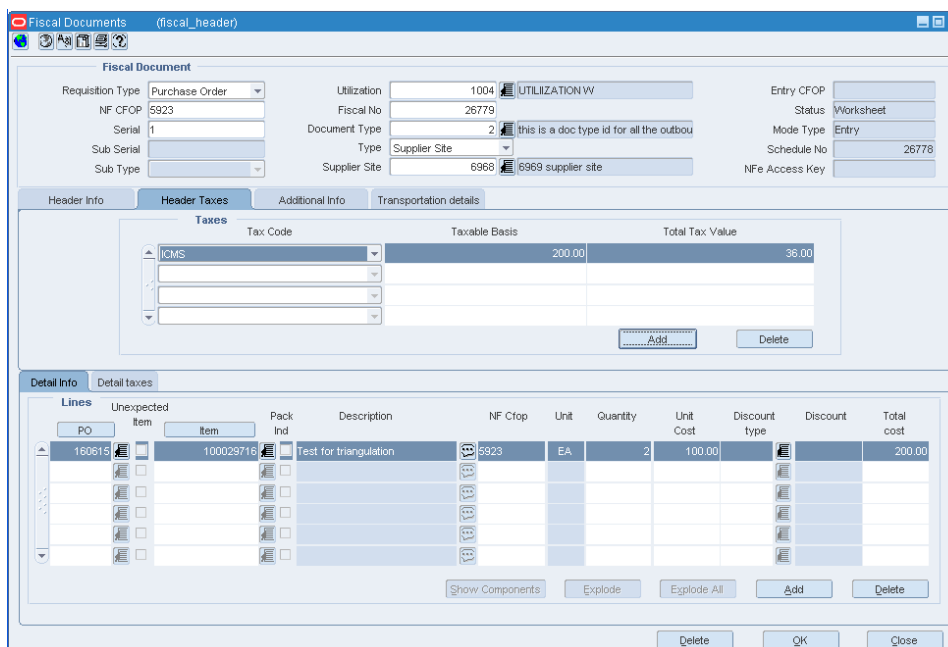 Fiscal Documents (fiscal_header)
Fiscal Document
Requisition Type Purchase Order Utilization 1004 UTILIIZATION W Entry CFOP
NF CFOP 5923 Fiscal No 26779 Status Worksheet
Serial 1 Document Type 2 this is a doc type id for all the outbou Mode Type Entry
Sub Serial Type Supplier Site Schedule No 26778
Sub Type Supplier Site 6968 6969 supplier site NFe Access Key
Header Info Header Taxes Additional Info Transportation details
Taxes
Tax Code Taxable Basis Total Tax Value
ICMS 200.00 36.00
Add Delete
Detail Info Detail taxes
Lines
PO Unexpected Item Item Pack Ind Description NF Cfop Unit Quantity Unit Cost Discount type Discount Total cost
160615 100029716 Test for triangulation 5923 EA 2 100.00 200.00
Show Components Explode Explode All Add Delete
Delete OK Close